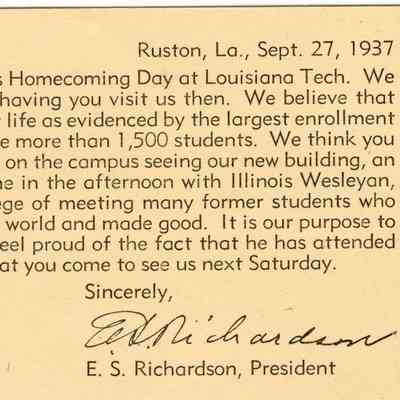 Ruston, La., Sept. 27, 1937
s Homecoming Day at Louisiana Tech. We
having you visit us then. We believe that
life as evidenced by the largest enrollment
e more than 1,500 students. We think you
on the campus seeing our new building, an
ne in the afternoon with Illinois Wesleyan,
ege of meeting many former students who
world and made good. It is our purpose to
eel proud of the fact that he has attended
at you come to see us next Saturday.
Sincerely,
E S Richardson
E. S. Richardson, President